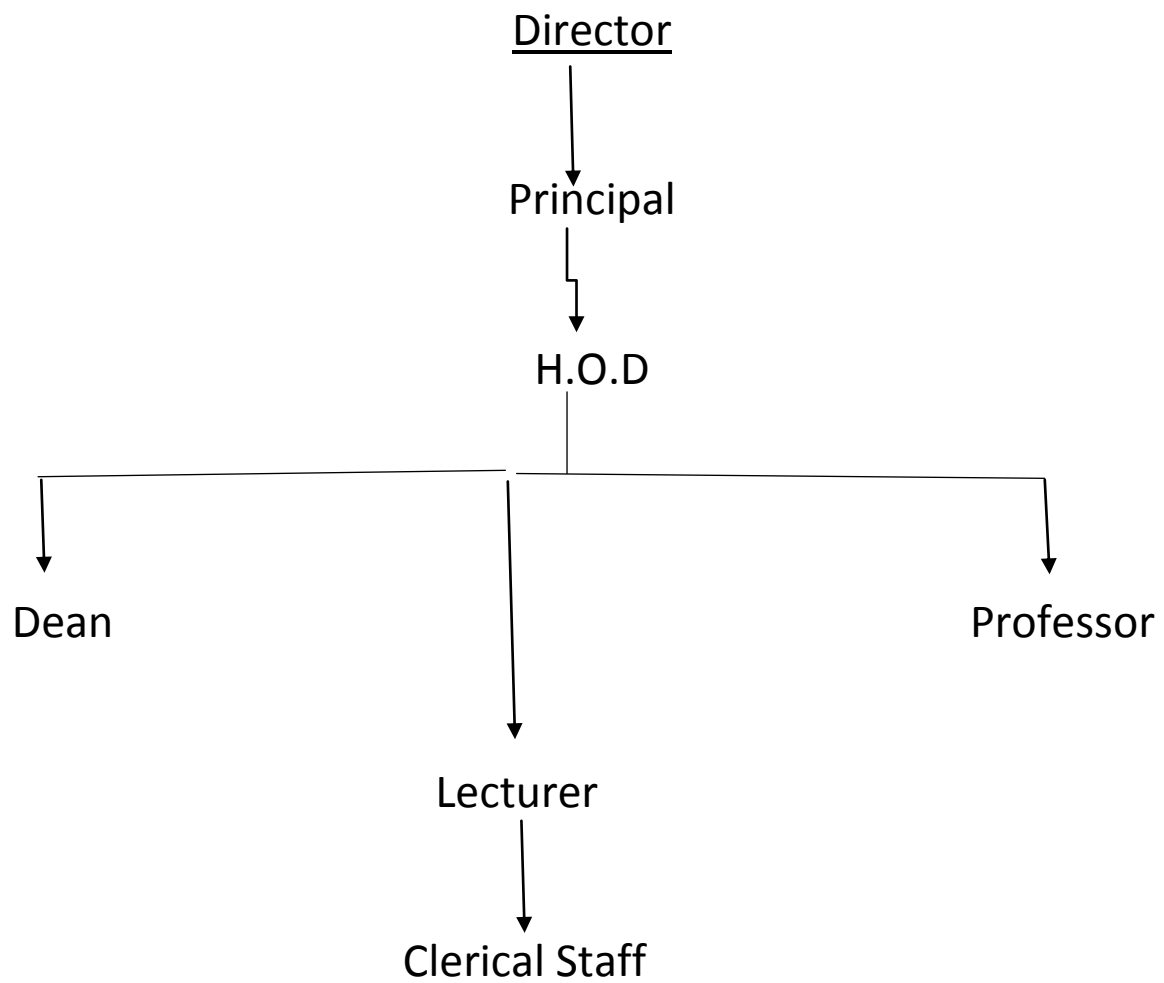 Director
Principal
H.O.D
Dean
Professor
Lecturer
Clerical Staff